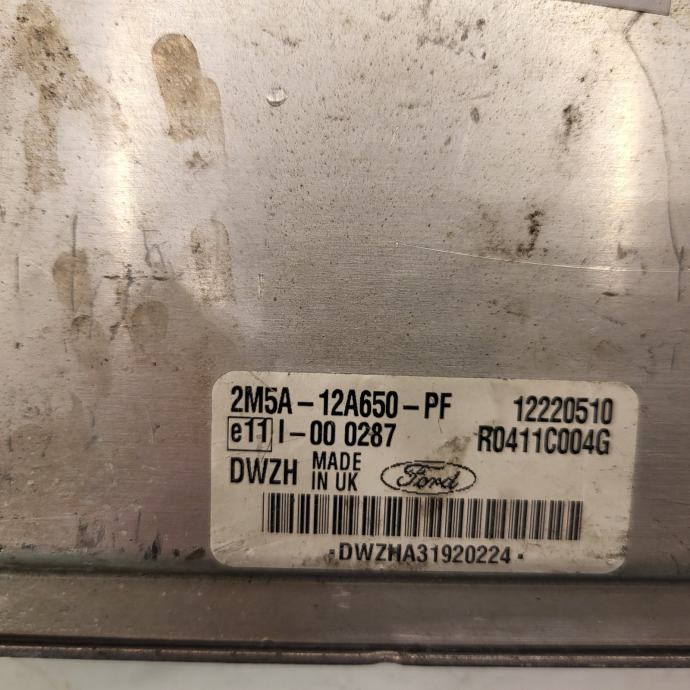 2M5A-12A650-PF 12220510
e11 I-00 0287 R0411C004G
DWZH MADE IN UK Ford
-DWZHA31920224-